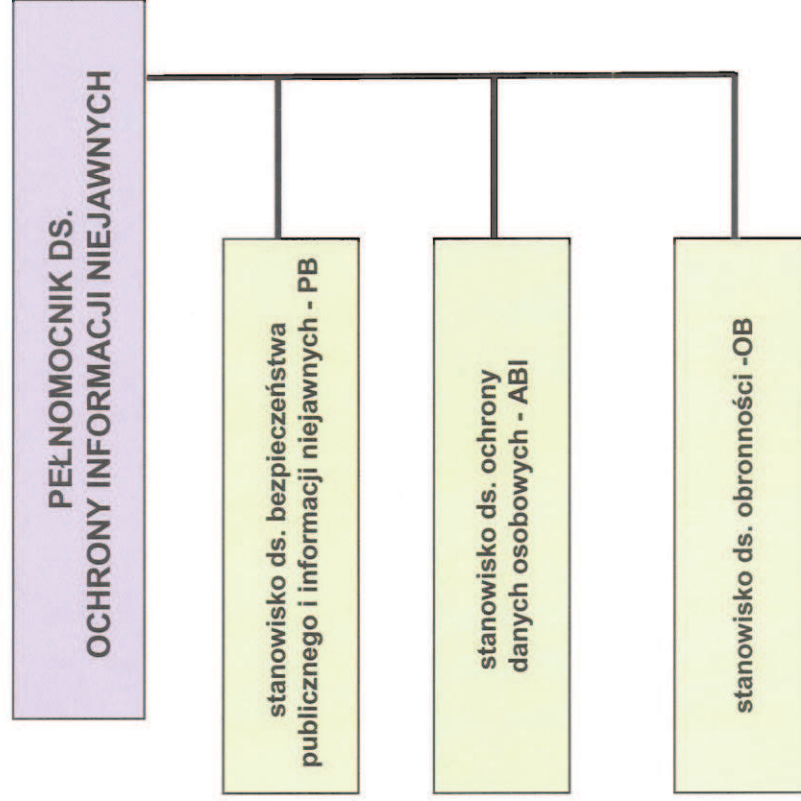 PEŁNOMOCNIK DS.
OCHRONY INFORMACJI NIEJAWNYCH
stanowisko ds. bezpieczeństwa
publicznego i informacji niejawnych - PB
stanowisko ds. ochrony
danych osobowych - ABI
stanowisko ds. obronności -OB